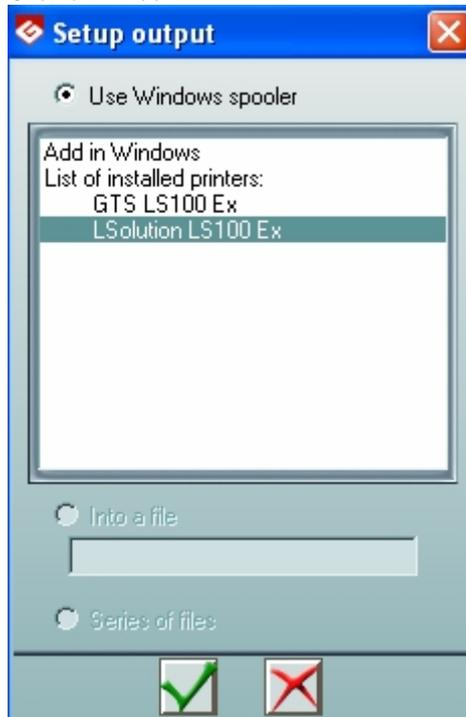 Setup output
Use Windows spooler
Add in Windows
List of installed printers:
GTS LS100 Ex
LSolution LS100 Ex
Into a file
Series of files